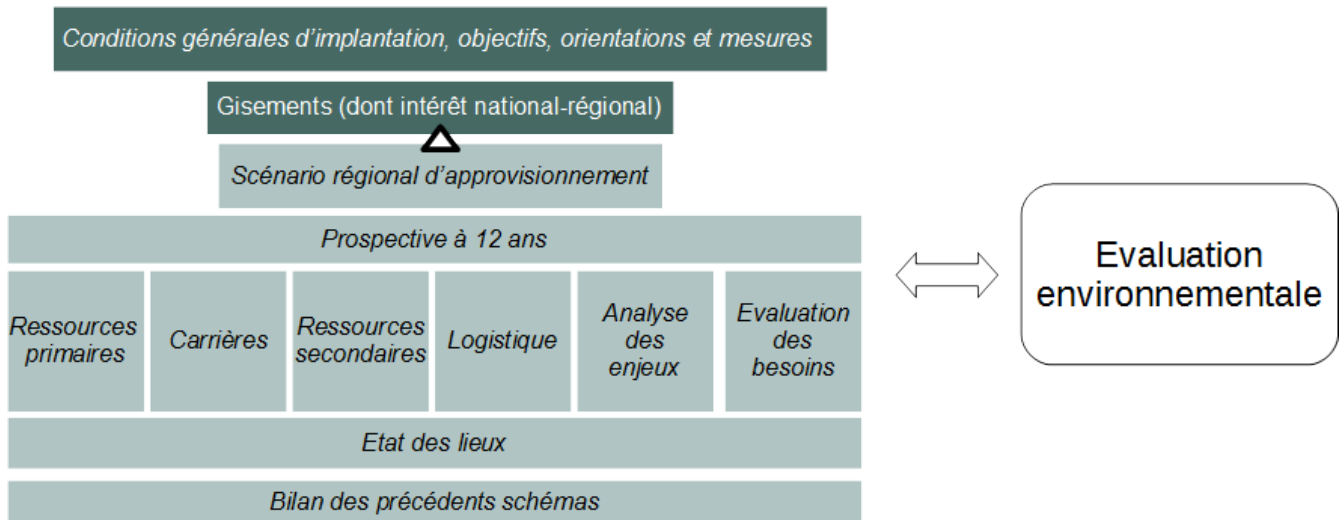 Conditions générales d'implantation, objectifs, orientations et mesures
Gisements (dont intérêt national-régional)
Scénario régional d'approvisionnement
Prospective à 12 ans
Ressources
primaires
Carrières
Ressources
secondaires
Logistique
Analyse
des
enjeux
Evaluation
des
besoins
Etat des lieux
Bilan des précédents schémas
Evaluation
environnementale